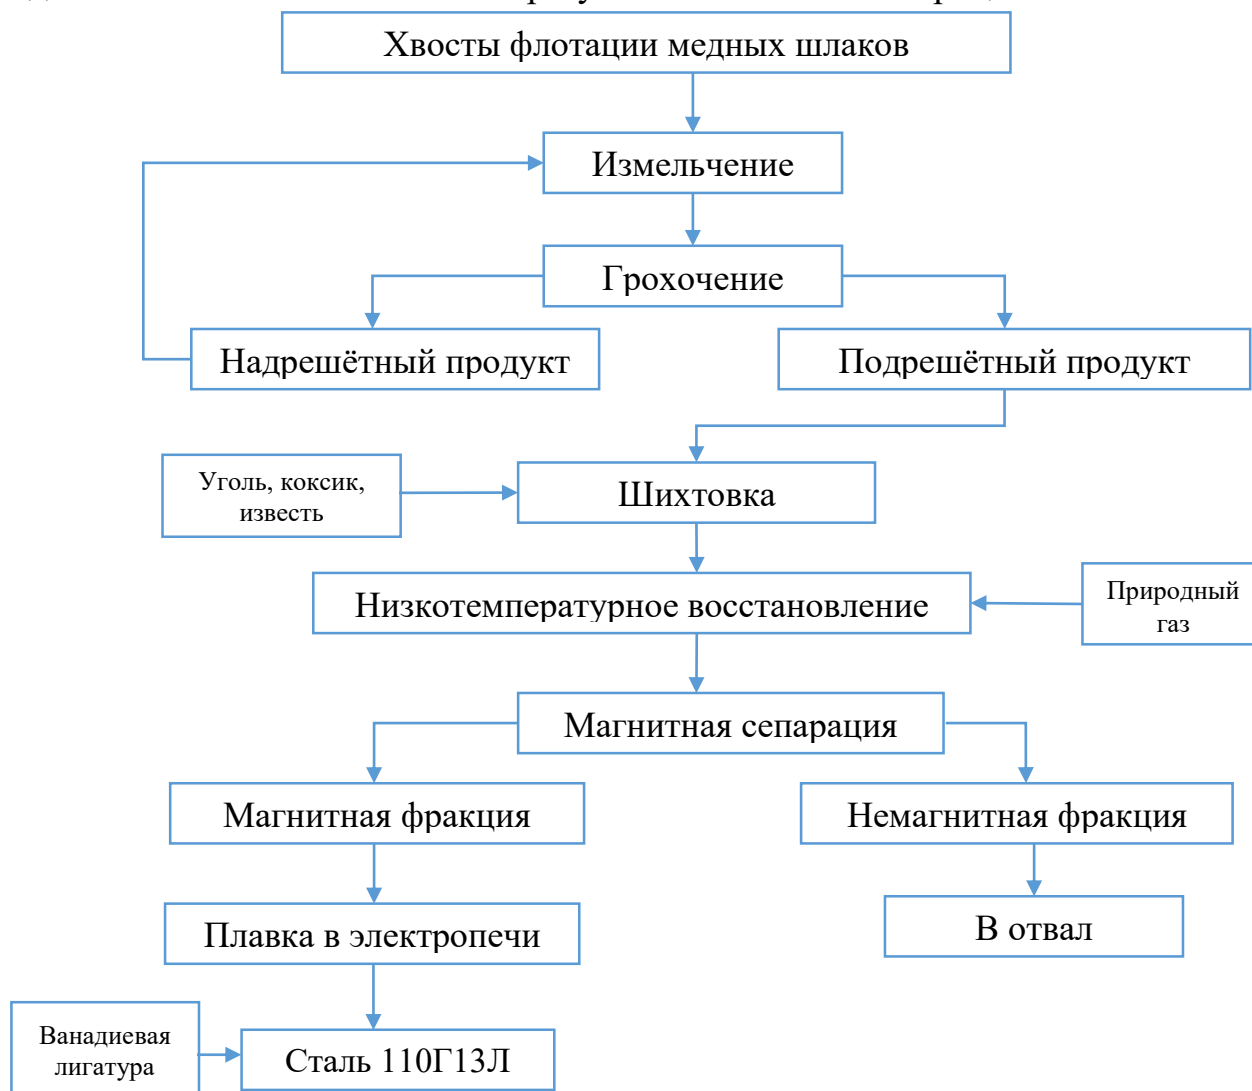 Хвосты флотации медных шлаков
Измельчение
Грохочение
Надрешётный продукт
Подрешётный продукт
Уголь, коксик,
известь
Шихтовка
Низкотемпературное восстановление
Природный
газ
Магнитная сепарация
Магнитная фракция
Немагнитная фракция
Плавка в электропечи
В отвал
Ванадиевая
лигатура
Сталь 110Г13Л